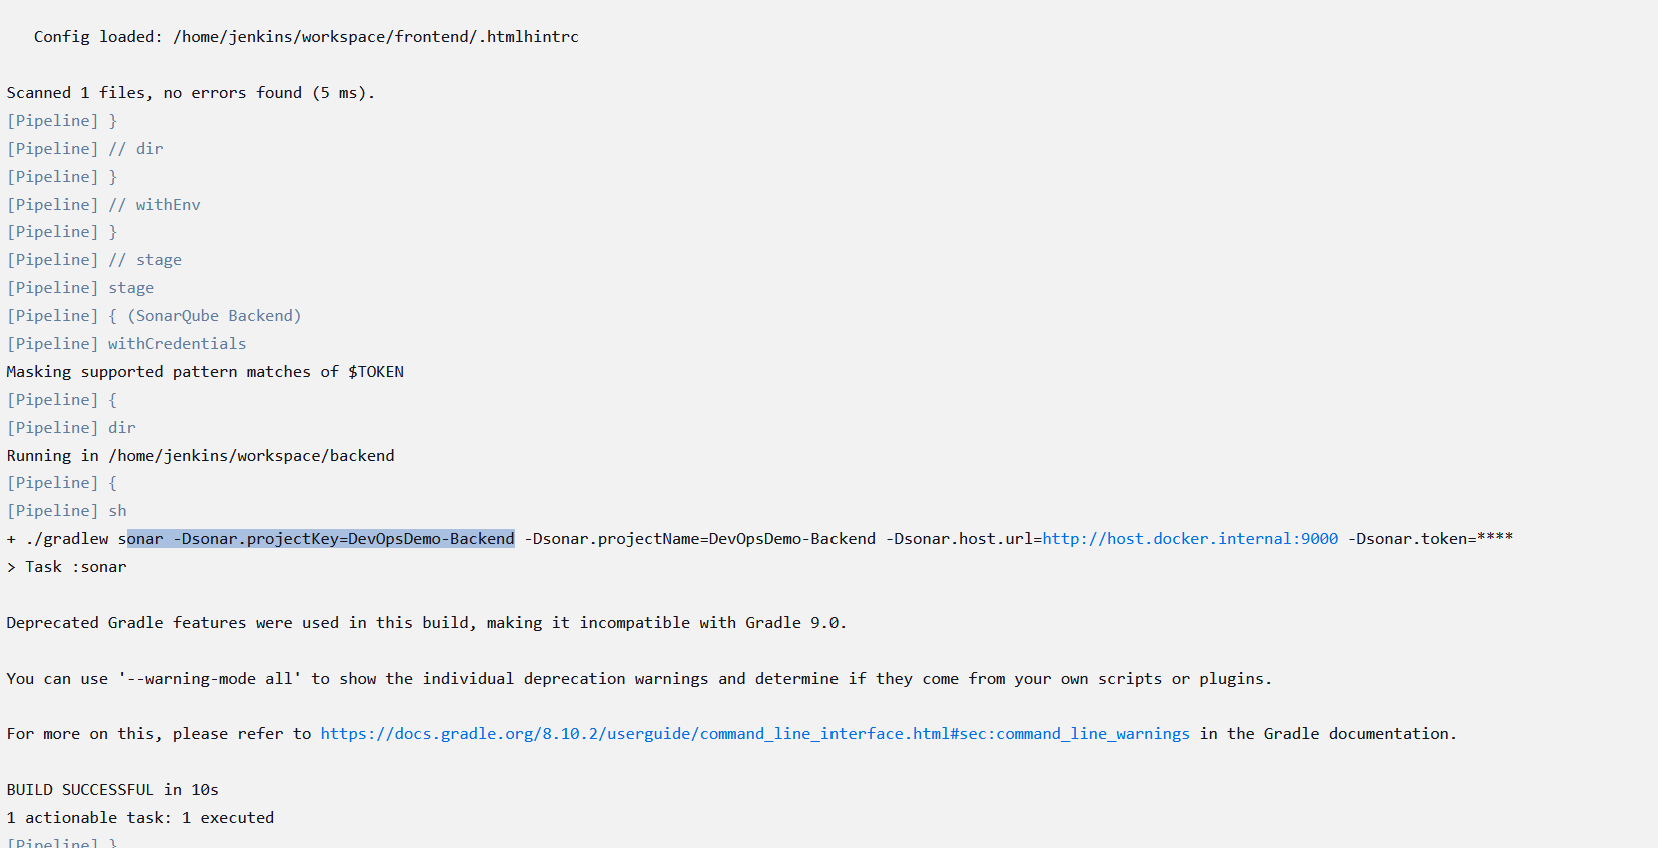 Config loaded: /home/jenkins/workspace/frontend/.htmlhintrc
Scanned 1 files, no errors found (5 ms).
[Pipeline] }
[Pipeline] // dir
[Pipeline] }
[Pipeline] // withEnv
[Pipeline] }
[Pipeline] // stage
[Pipeline] stage
[Pipeline] { (SonarQube Backend)
[Pipeline] withCredentials
Masking supported pattern matches of $TOKEN
[Pipeline] {
[Pipeline] dir
Running in /home/jenkins/workspace/backend
[Pipeline] {
[Pipeline] sh
+ ./gradlew sonar -Dsonar.projectKey=DevOpsDemo-Backend -Dsonar.projectName=DevOpsDemo-Backend -Dsonar.host.url=http://host.docker.internal:9000 -Dsonar.token=****
> Task :sonar
Deprecated Gradle features were used in this build, making it incompatible with Gradle 9.0.
You can use '--warning-mode all' to show the individual deprecation warnings and determine if they come from your own scripts or plugins.
For more on this, please refer to https://docs.gradle.org/8.10.2/userguide/command_line_interface.html#sec:command_line_warnings in the Gradle documentation.
BUILD SUCCESSFUL in 10s
1 actionable task: 1 executed
[Pipeline] }